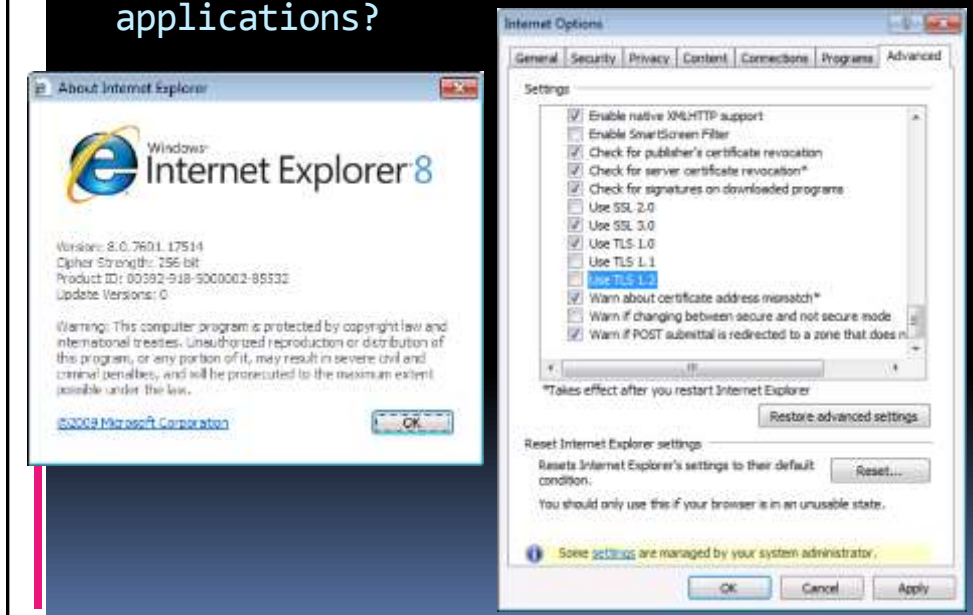 applications?
About Internet Explorer
Windows
Internet Explorer 8
Version: 8.0.7601.17514
Cipher Strength: 256-bit
Product ID: 00392-918-5000002-85532
Update Versions: 0
Warning: This computer program is protected by copyright law and
international treaties. Unauthorized reproduction or distribution of
this program, or any portion of it, may result in severe civil and
criminal penalties, and will be prosecuted to the maximum extent
possible under the law.
©2009 Microsoft Corporation
OK
Internet Options
General Security Privacy Content Connections Programs Advanced
Settings
Enable native XMLHTTP support
Enable SmartScreen Filter
Check for publisher's certificate revocation
Check for server certificate revocation*
Check for signatures on downloaded programs
Use SSL 2.0
Use SSL 3.0
Use TLS 1.0
Use TLS 1.1
Use TLS 1.2
Warn about certificate address mismatch*
Warn if changing between secure and not secure mode
Warn if POST submittal is redirected to a zone that does n
*Takes effect after you restart Internet Explorer
Restore advanced settings
Reset Internet Explorer settings
Resets Internet Explorer's settings to their default
condition.
Reset...
You should only use this if your browser is in an unusable state.
Some settings are managed by your system administrator.
OK Cancel Apply